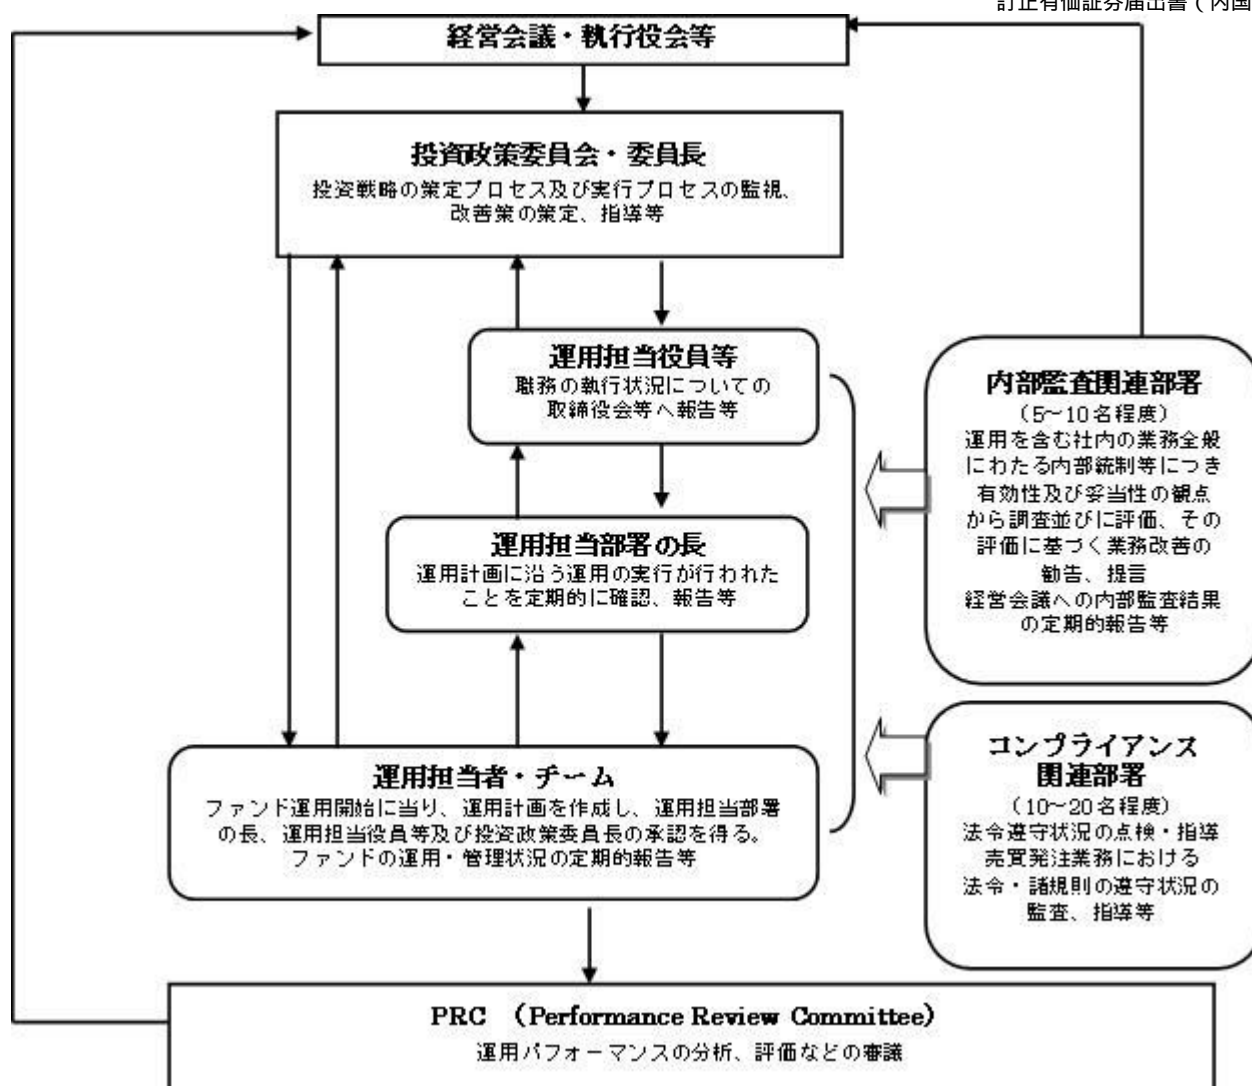 訂正有価証券届出書(内国
経営会議・執行役会等
投資政策委員会・委員長
投資戦略の策定プロセス及び実行プロセスの監視、
改善策の策定、指導等
運用担当役員等
職務の執行状況についての
取締役会等へ報告等
運用担当部署の長
運用計画に沿う運用の実行が行われた
ことを定期的に確認、報告等
運用担当者・チーム
ファンド運用開始に当り、運用計画を作成し、運用担当部署
の長、運用担当役員等及び投資政策委員長の承認を得る。
ファンドの運用・管理状況の定期的報告等
内部監査関連部署
(5~10名程度)
運用を含む社内の業務全般
にわたる内部統制等につき
有効性及び妥当性の観点
から調査並びに評価、その
評価に基づく業務改善の
勧告、提言
経営会議への内部監査結果
の定期的報告等
コンプライアンス
関連部署
(10~20名程度)
法令遵守状況の点検・指導
売買発注業務における
法令・諸規則の遵守状況の
監査、指導等
PRC (Performance Review Committee)
運用パフォーマンスの分析、評価などの審議